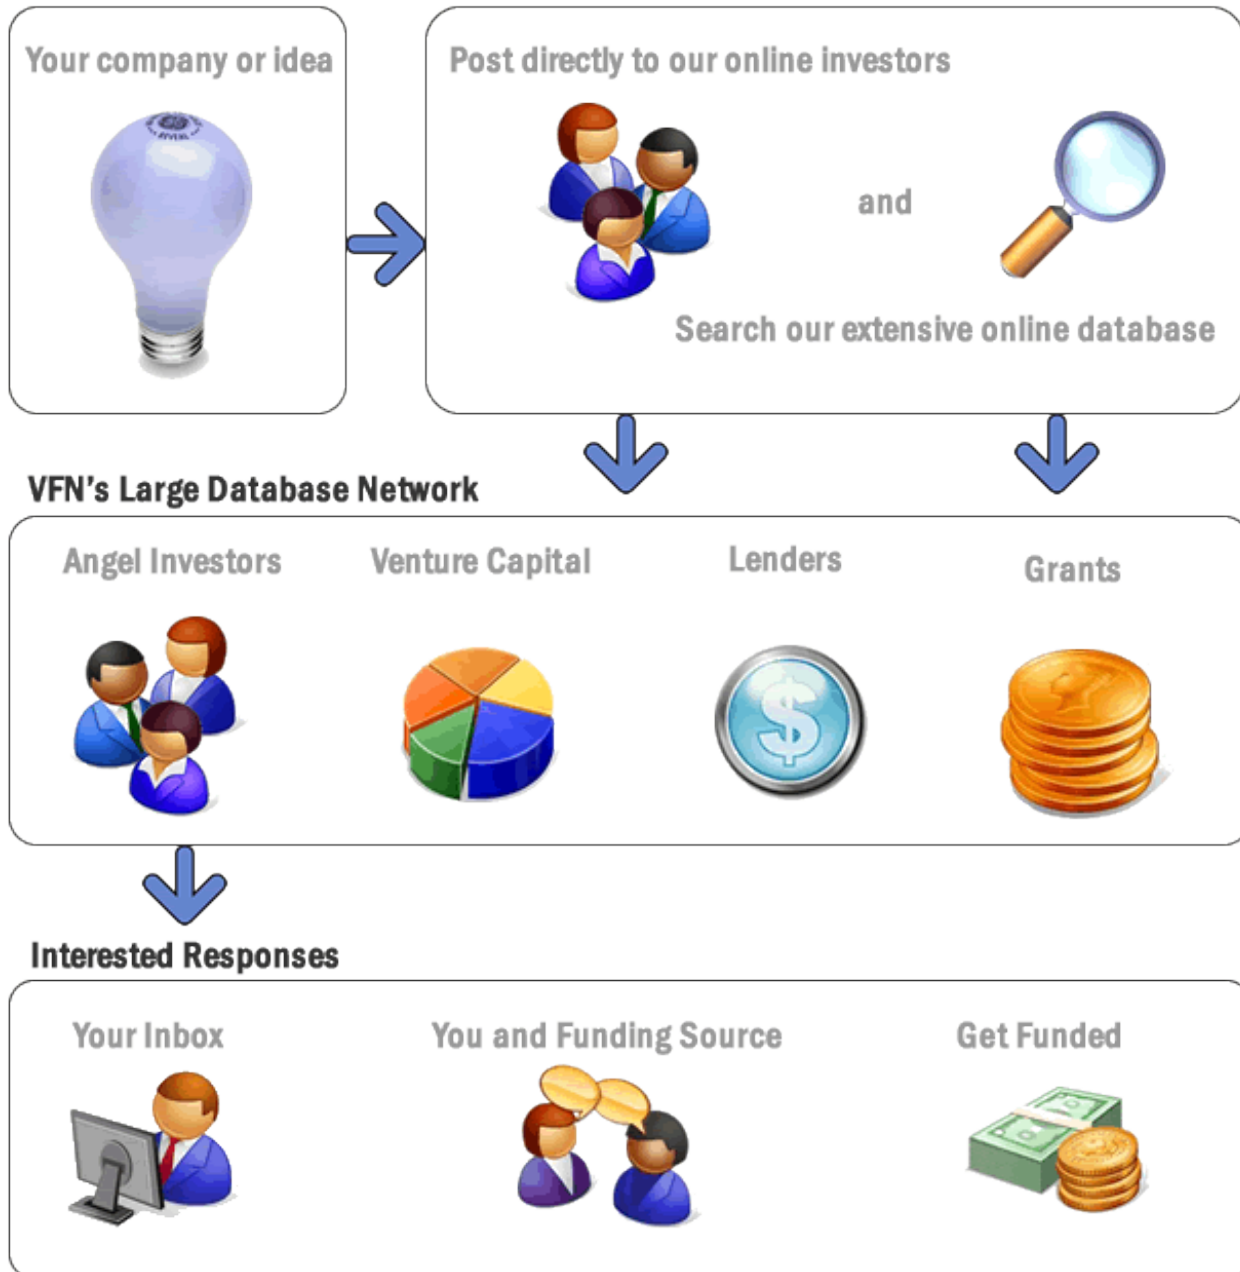 Your company or idea
Post directly to our online investors
REVEAL
and
Search our extensive online database
VFN's Large Database Network
Angel Investors
Venture Capital
Lenders
Grants
Interested Responses
Your Inbox
You and Funding Source
Get Funded